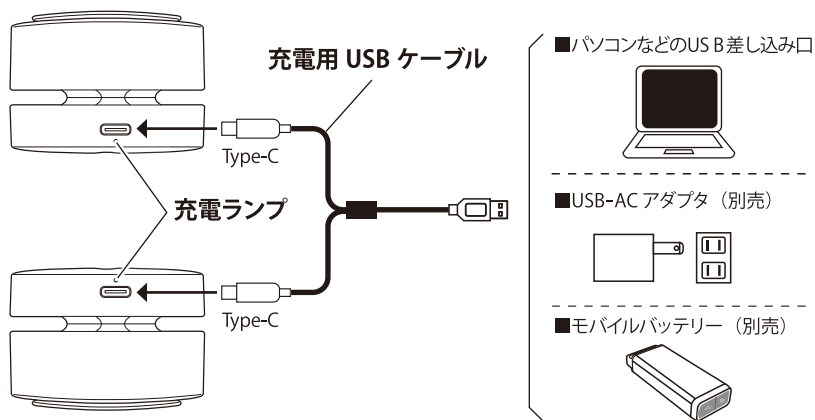 充電用 USB ケーブル
Type-C
充電ランプ
Type-C
■パソコンなどのUSB差し込み口
■USB-AC アダプタ（別売）
■モバイルバッテリー（別売）